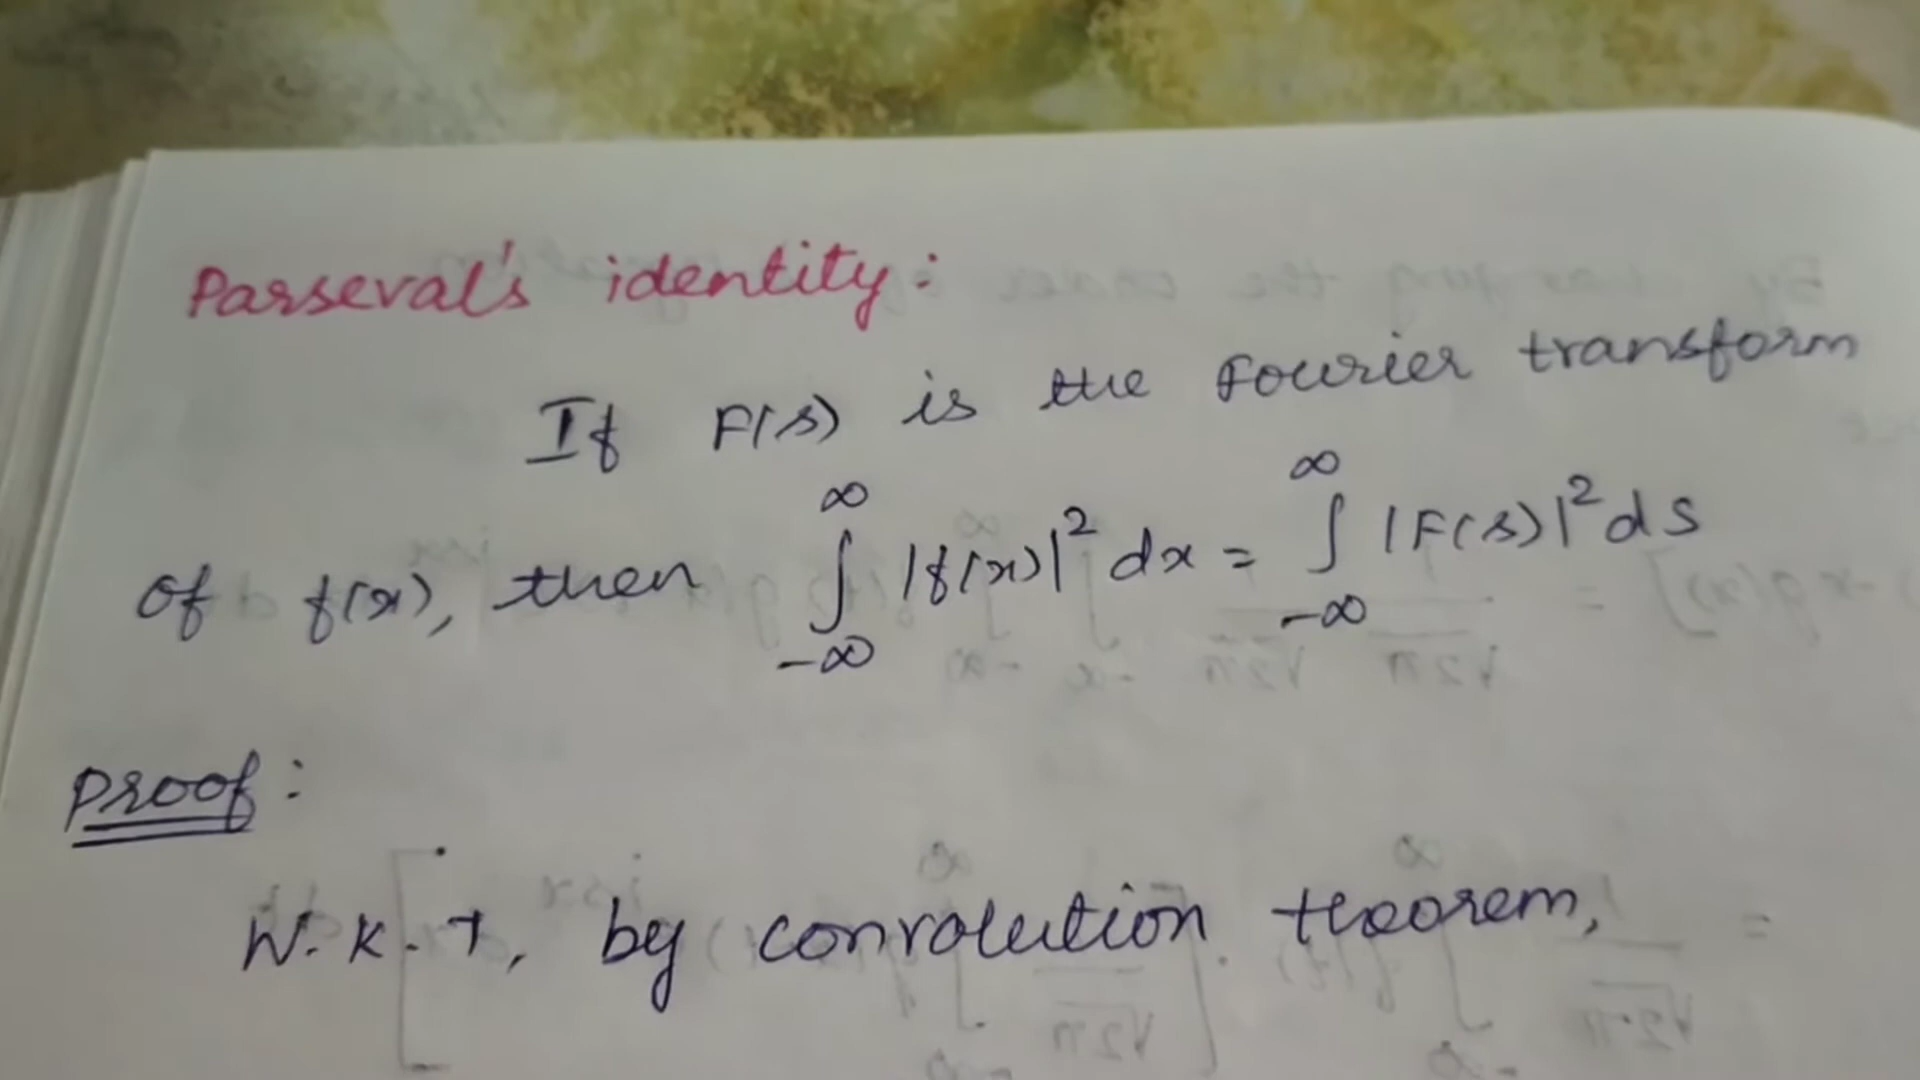 Parseval's identity:
If F(s) is the Fourier transform
of f(x), then ∫_{-∞}^{∞} |f(x)|² dx = ∫_{-∞}^{∞} |F(s)|² ds
Proof:
W.K.T, by convolution theorem,